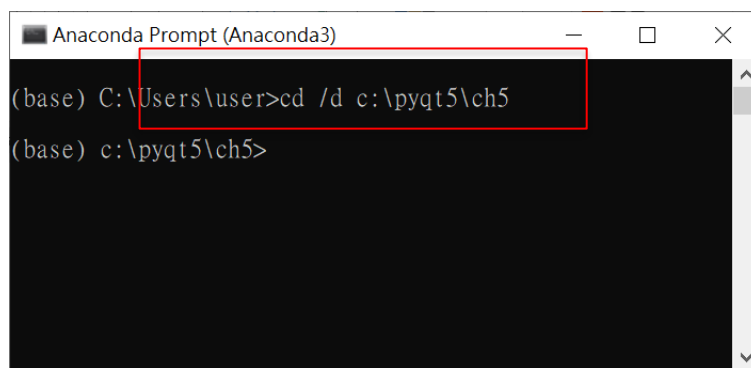 Anaconda Prompt (Anaconda3)
(base) C:\Users\user>cd /d c:\pyqt5\ch5
(base) c:\pyqt5\ch5>